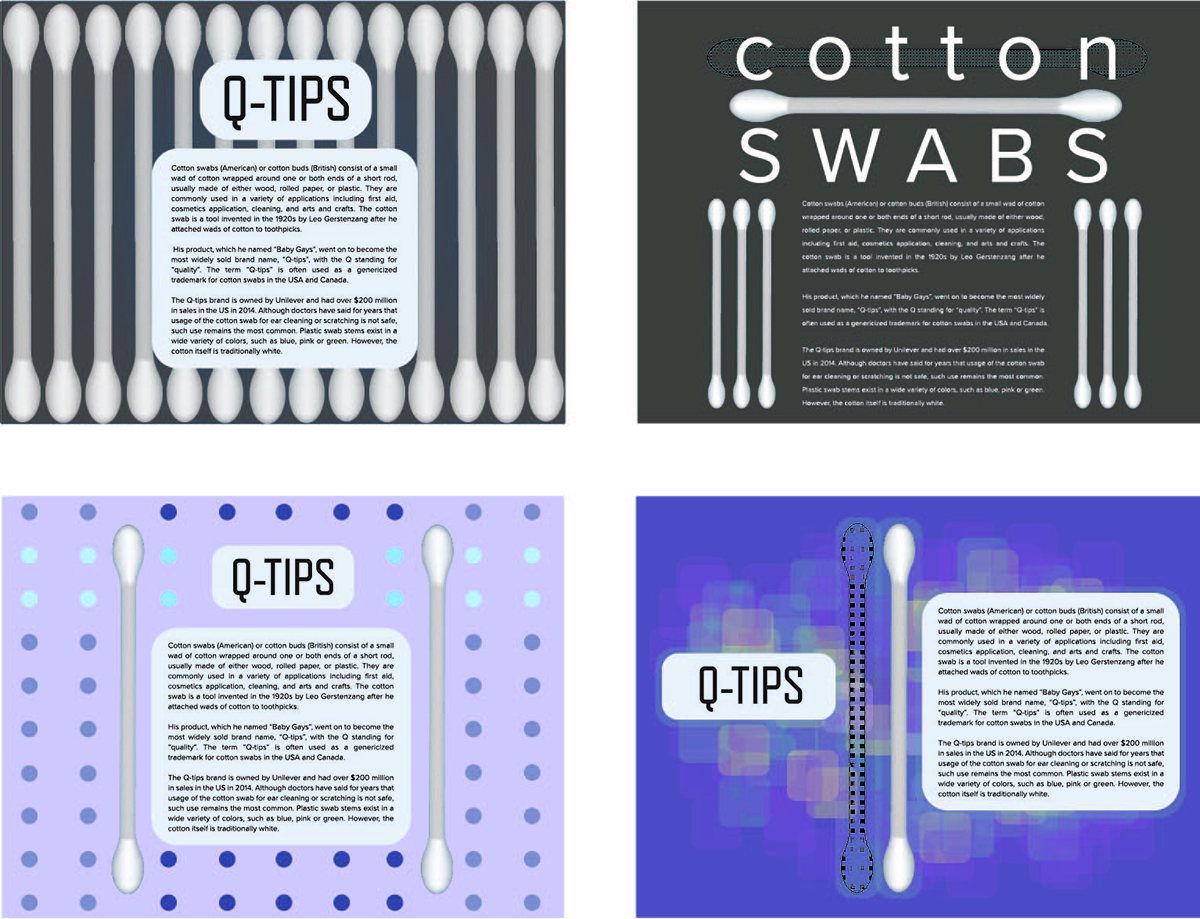 Q-TIPS
Cotton swabs (American) or cotton buds (British) consist of a small
wad of cotton wrapped around one or both ends of a short rod,
usually made of either wood, rolled paper, or plastic. They are
commonly used in a variety of applications including first aid,
cosmetics application, cleaning, and arts and crafts. The cotton
swab is a tool invented in the 1920s by Leo Gerstenzang after he
attached wads of cotton to toothpicks.
His product, which he named "Baby Gays", went on to become the
most widely sold brand name, "Q-tips", with the Q standing for
"quality". The term "Q-tips" is often used as a genericized
trademark for cotton swabs in the USA and Canada.
The Q-tips brand is owned by Unilever and had over $200 million
in sales in the US in 2014. Although doctors have said for years that
usage of the cotton swab for ear cleaning or scratching is not safe,
such use remains the most common. Plastic swab stems exist in a
wide variety of colors, such as blue, pink or green. However, the
cotton itself is traditionally white.
cotton
SWABS
Cotton swabs (American) or cotton buds (British) consist of a small wad of cotton
wrapped around one or both ends of a short rod, usually made of either wood,
rolled paper, or plastic. They are commonly used in a variety of applications
including first aid, cosmetics application, cleaning, and arts and crafts. The
cotton swab is a tool invented in the 1920s by Leo Gerstenzang after he
attached wads of cotton to toothpicks.
His product, which he named "Baby Gays", went on to become the most widely
sold brand name, "Q-tips", with the Q standing for "quality". The term "Q-tips" is
often used as a genericized trademark for cotton swabs in the USA and Canada.
The Q-tips brand is owned by Unilever and had over $200 million in sales in the
US in 2014. Although doctors have said for years that usage of the cotton swab
for ear cleaning or scratching is not safe, such use remains the most common.
Plastic swab stems exist in a wide variety of colors, such as blue, pink or green.
However, the cotton itself is traditionally white.
Q-TIPS
Cotton swabs (American) or cotton buds (British) consist of a small
wad of cotton wrapped around one or both ends of a short rod,
usually made of either wood, rolled paper, or plastic. They are
commonly used in a variety of applications including first aid,
cosmetics application, cleaning, and arts and crafts. The cotton
swab is a tool invented in the 1920s by Leo Gerstenzang after he
attached wads of cotton to toothpicks.
His product, which he named "Baby Gays", went on to become the
most widely sold brand name, "Q-tips", with the Q standing for
"quality". The term "Q-tips" is often used as a genericized
trademark for cotton swabs in the USA and Canada.
The Q-tips brand is owned by Unilever and had over $200 million
in sales in the US in 2014. Although doctors have said for years that
usage of the cotton swab for ear cleaning or scratching is not safe,
such use remains the most common. Plastic swab stems exist in a
wide variety of colors, such as blue, pink or green. However, the
cotton itself is traditionally white.
Q-TIPS
Cotton swabs (American) or cotton buds (British) consist of a small
wad of cotton wrapped around one or both ends of a short rod,
usually made of either wood, rolled paper, or plastic. They are
commonly used in a variety of applications including first aid,
cosmetics application, cleaning, and arts and crafts. The cotton
swab is a tool invented in the 1920s by Leo Gerstenzang after he
attached wads of cotton to toothpicks.
His product, which he named "Baby Gays", went on to become the
most widely sold brand name, "Q-tips", with the Q standing for
"quality". The term "Q-tips" is often used as a genericized
trademark for cotton swabs in the USA and Canada.
The Q-tips brand is owned by Unilever and had over $200 million
in sales in the US in 2014. Although doctors have said for years that
usage of the cotton swab for ear cleaning or scratching is not safe,
such use remains the most common. Plastic swab stems exist in a
wide variety of colors, such as blue, pink or green. However, the
cotton itself is traditionally white.